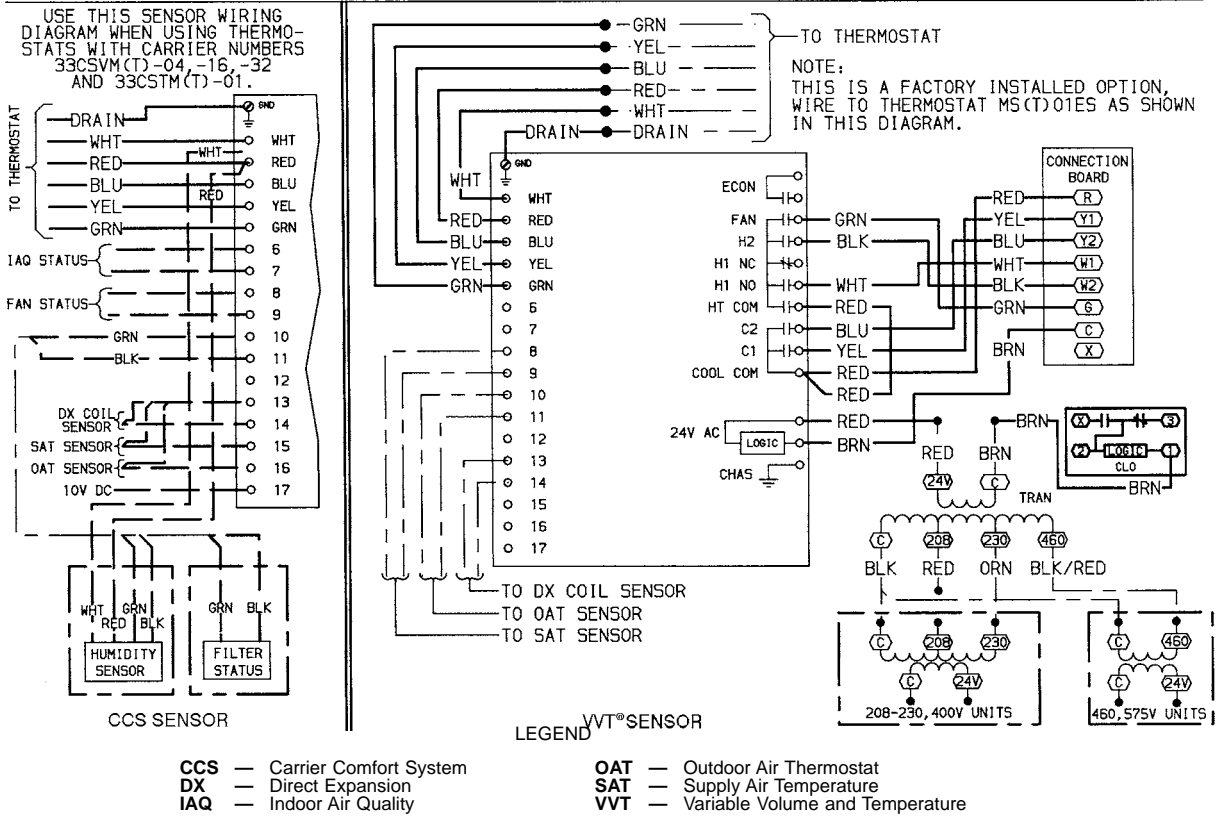 USE THIS SENSOR WIRING
DIAGRAM WHEN USING THERMO-
STATS WITH CARRIER NUMBERS
33CSVM(T)-04,-16,-32
AND 33CSTM(T)-01.
TO THERMOSTAT
DRAIN
WHT
RED
BLU
YEL
GRN
WHT
RED
GND
WHT
RED
BLU
YEL
GRN
6
7
8
9
10
11
12
13
14
15
16
17
IAQ STATUS
FAN STATUS
GRN
BLK
DX COIL
SENSOR
SAT SENSOR
OAT SENSOR
10V DC
WHT
RED
GRN
BLK
HUMIDITY
SENSOR
GRN BLK
FILTER
STATUS
CCS SENSOR
GRN
YEL
BLU
RED
WHT
DRAIN DRAIN
TO THERMOSTAT
NOTE:
THIS IS A FACTORY INSTALLED OPTION,
WIRE TO THERMOSTAT MS(T)01ES AS SHOWN
IN THIS DIAGRAM.
WHT
RED
BLU
YEL
GRN
GND
WHT
RED
BLU
YEL
GRN
6
7
8
9
10
11
12
13
14
15
16
17
ECON
FAN
H2
H1 NC
H1 NO
HT COM
C2
C1
COOL COM
24V AC
LOGIC
CHAS
GRN
BLK
WHT
RED
BLU
YEL
RED
RED
RED
BRN
CONNECTION
BOARD
RED R
YEL Y1
BLU Y2
WHT W1
BLK W2
GRN G
C
BRN
X
RED
BRN
BRN
24V
C
TRAN
X
3
2
LOGIC
1
CLO
BRN
C 208 230 460
BLK RED ORN BLK/RED
C 208 230
C 24V
208-230,400V UNITS
C 460
C 24V
460,575V UNITS
TO DX COIL SENSOR
TO OAT SENSOR
TO SAT SENSOR
VVT® SENSOR
LEGEND
CCS — Carrier Comfort System
DX — Direct Expansion
IAQ — Indoor Air Quality
OAT — Outdoor Air Thermostat
SAT — Supply Air Temperature
VVT — Variable Volume and Temperature